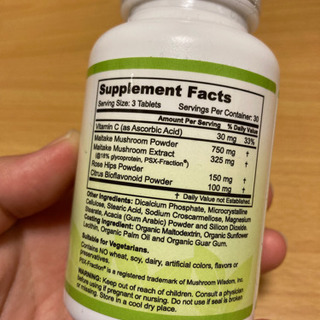 Supplement Facts
Serving Size: 3 Tablets Servings Per Container: 30
Amount Per Serving % Daily Value
Vitamin C (as Ascorbic Acid) 30 mg 33%
Maitake Mushroom Powder 750 mg †
Maitake Mushroom Extract 325 mg †
(@18% glycoprotein, PSX-Fraction®)
Rose Hips Powder 150 mg †
Citrus Bioflavonoid Powder 100 mg †
† Daily Value not Established.
Other Ingredients: Dicalcium Phosphate, Microcrystalline
Cellulose, Stearic Acid, Sodium Croscarmellose, Magnesium
Stearate, Acacia (Gum Arabic) Powder and Silicon Dioxide.
Coating Ingredient: Organic Maltodextrin, Organic Sunflower
Lecithin, Organic Palm Oil and Organic Guar Gum.
Suitable for Vegetarians.
Contains NO wheat, soy, dairy, artificial colors, flavors or
PSX-Fraction® is a registered trademark of Mushroom Wisdom, Inc.
WARNING: Keep out of reach of children. Consult a physician
before using if pregnant or nursing. Do not use if seal is broken
or missing. Store in a cool dry place.